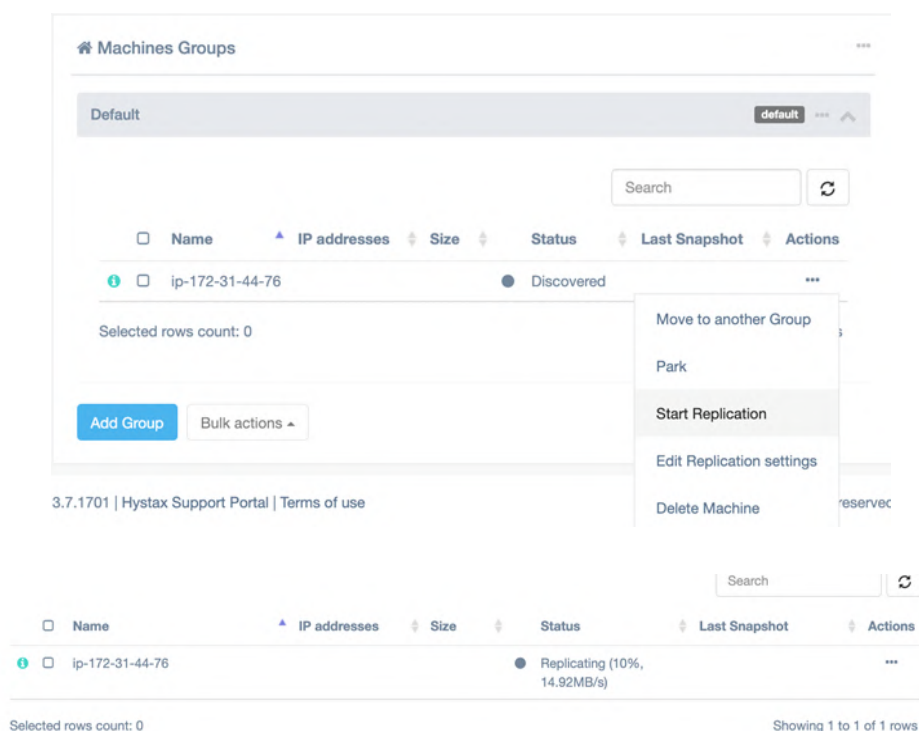 Machines Groups
Default
default
Search
Name IP addresses Size Status Last Snapshot Actions
ip-172-31-44-76 Discovered
Move to another Group
Selected rows count: 0
s
Park
Start Replication
Add Group Bulk actions
Edit Replication settings
3.7.1701 | Hystax Support Portal | Terms of use
Delete Machine
reserved
Search
Name IP addresses Size Status Last Snapshot Actions
ip-172-31-44-76 Replicating (10%,
14.92MB/s)
Selected rows count: 0 Showing 1 to 1 of 1 rows